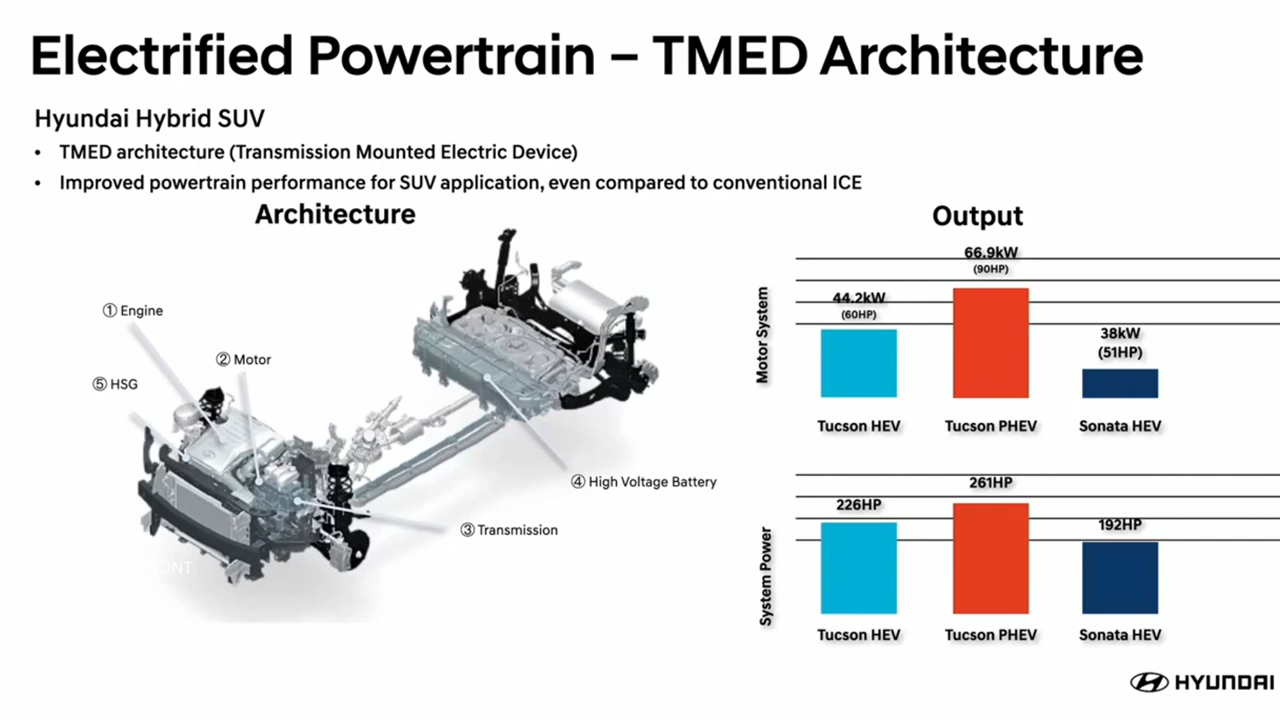 Electrified Powertrain – TMED Architecture
Hyundai Hybrid SUV
• TMED architecture (Transmission Mounted Electric Device)
• Improved powertrain performance for SUV application, even compared to conventional ICE
Architecture
① Engine
② Motor
⑤ HSG
④ High Voltage Battery
③ Transmission
Output
Motor System
44.2kW
(60HP)
66.9kW
(90HP)
38kW
(51HP)
Tucson HEV
Tucson PHEV
Sonata HEV
System Power
226HP
261HP
192HP
Tucson HEV
Tucson PHEV
Sonata HEV
HYUNDAI